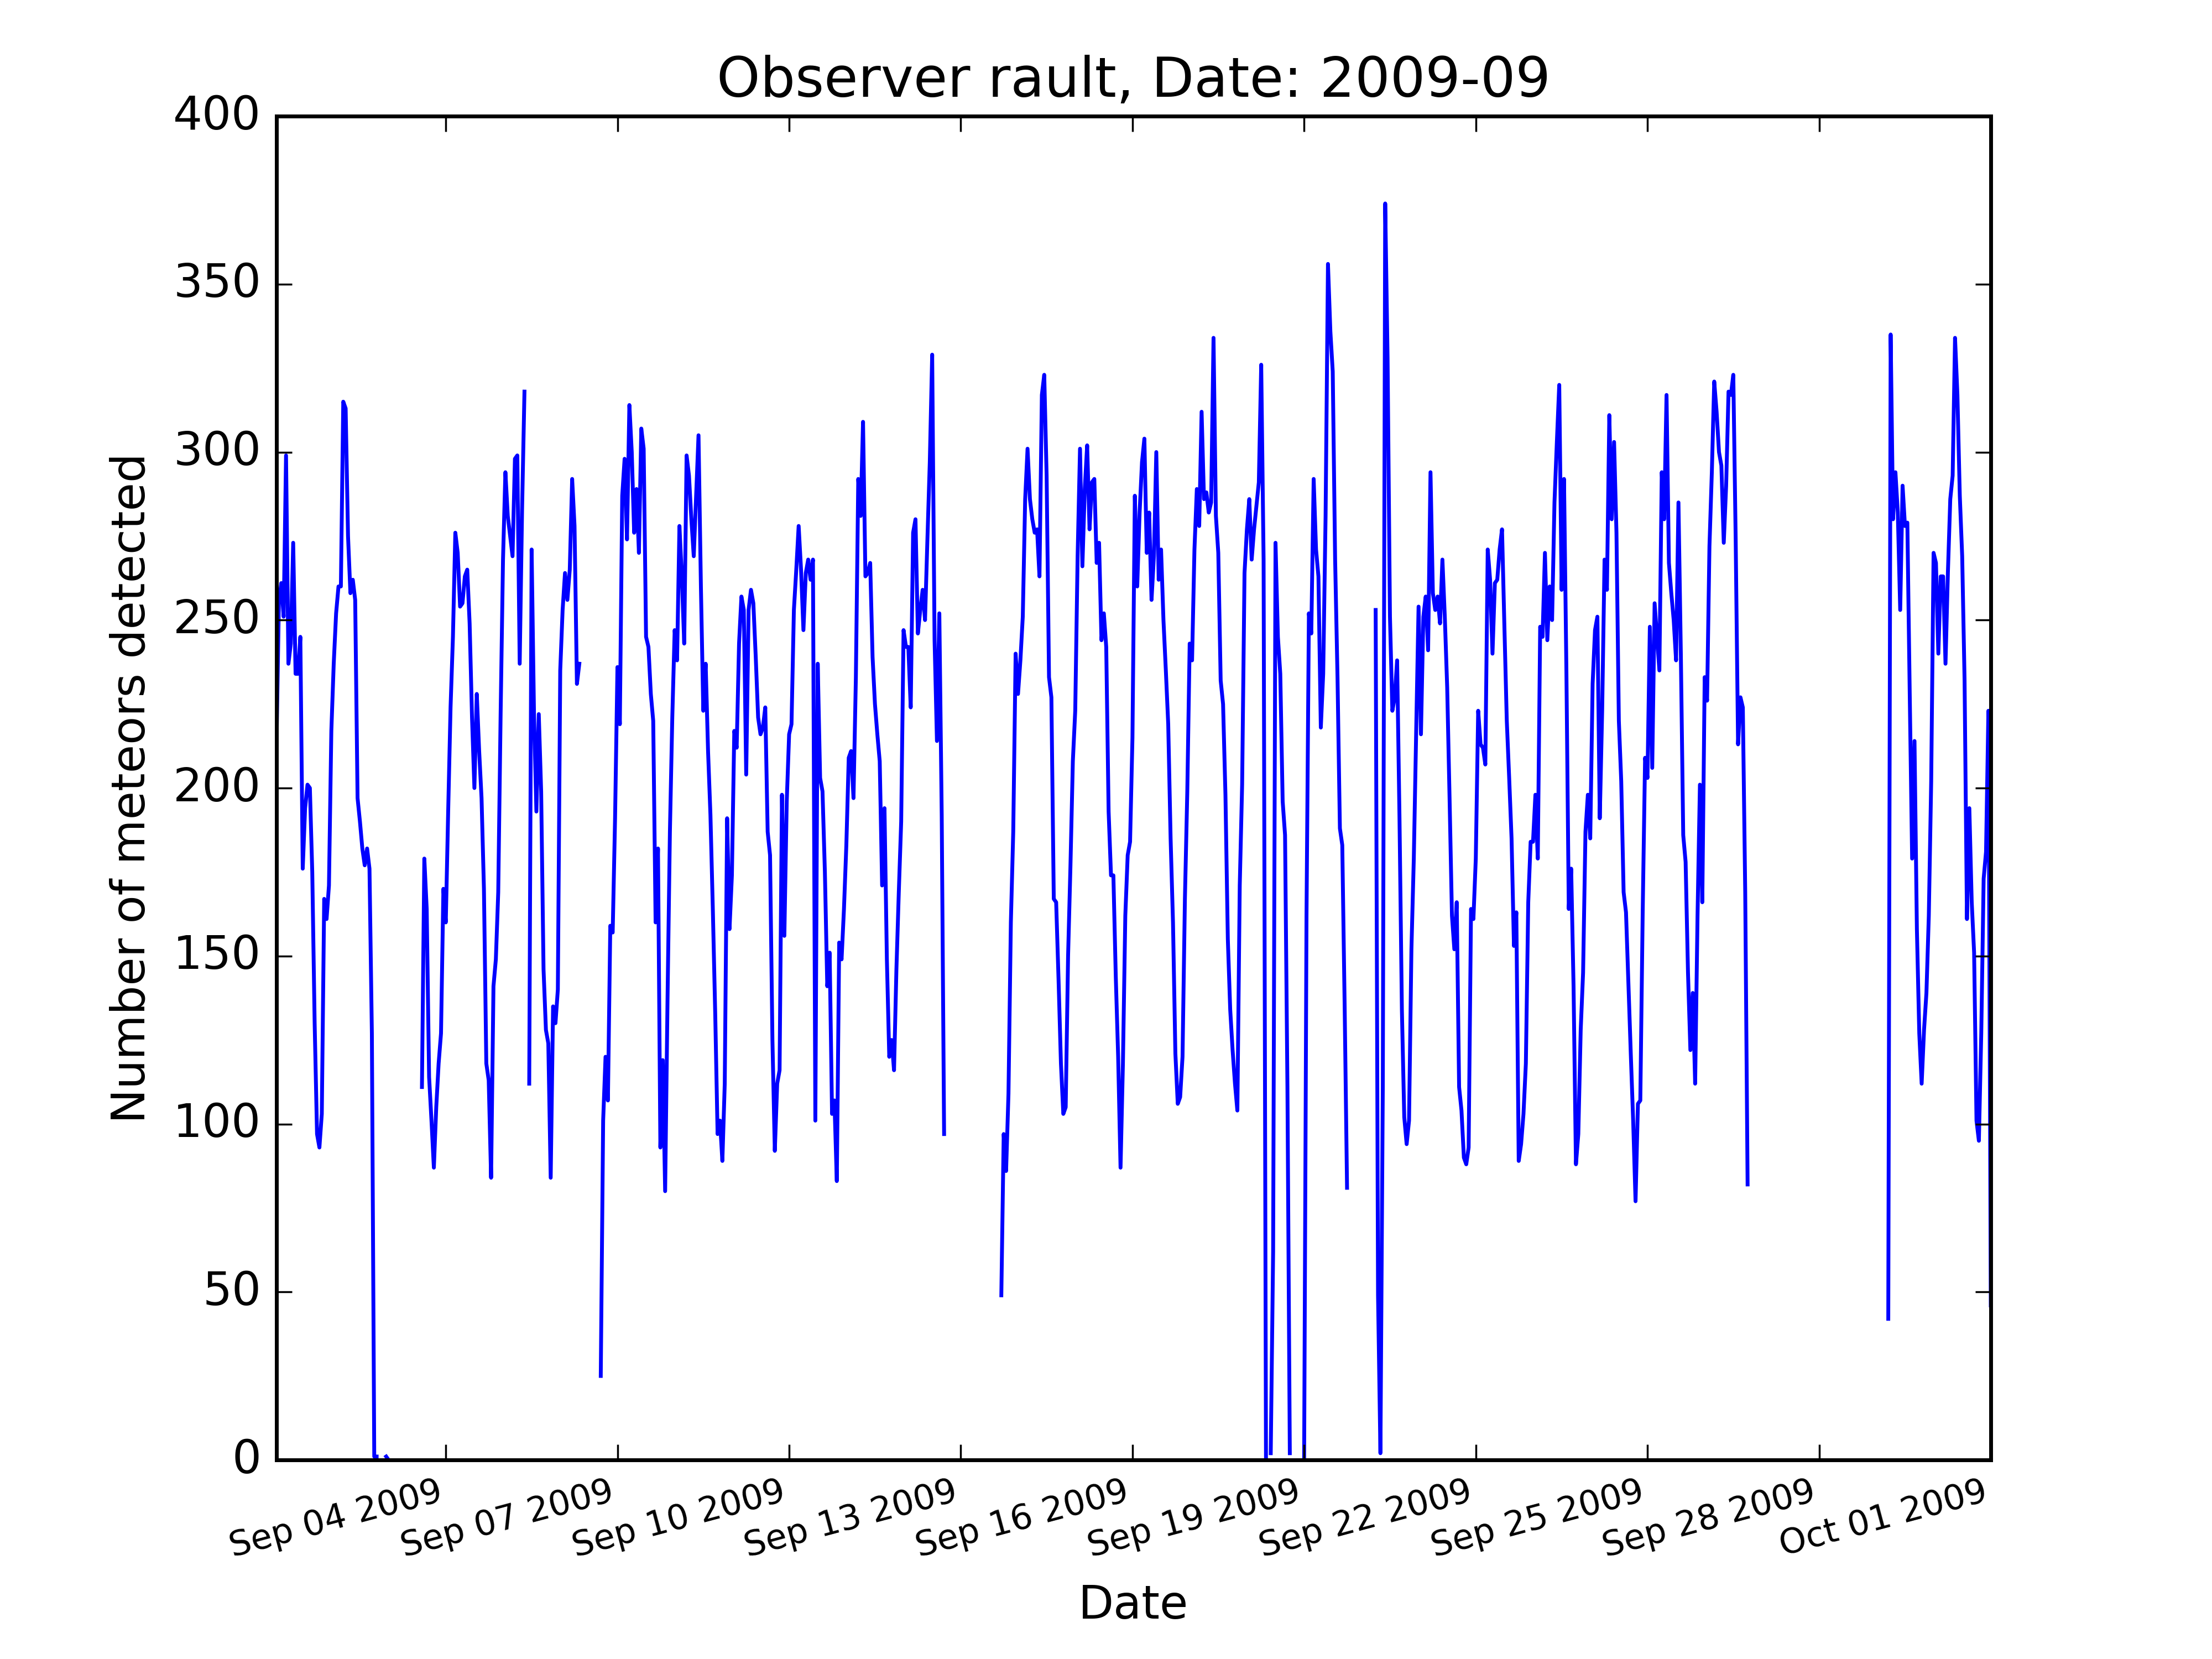 Observer rault, Date: 2009-09
400
350
300
250
200
150
100
50
0
Number of meteors detected
Sep 04 2009
Sep 07 2009
Sep 10 2009
Sep 13 2009
Sep 16 2009
Sep 19 2009
Sep 22 2009
Sep 25 2009
Sep 28 2009
Oct 01 2009
Date